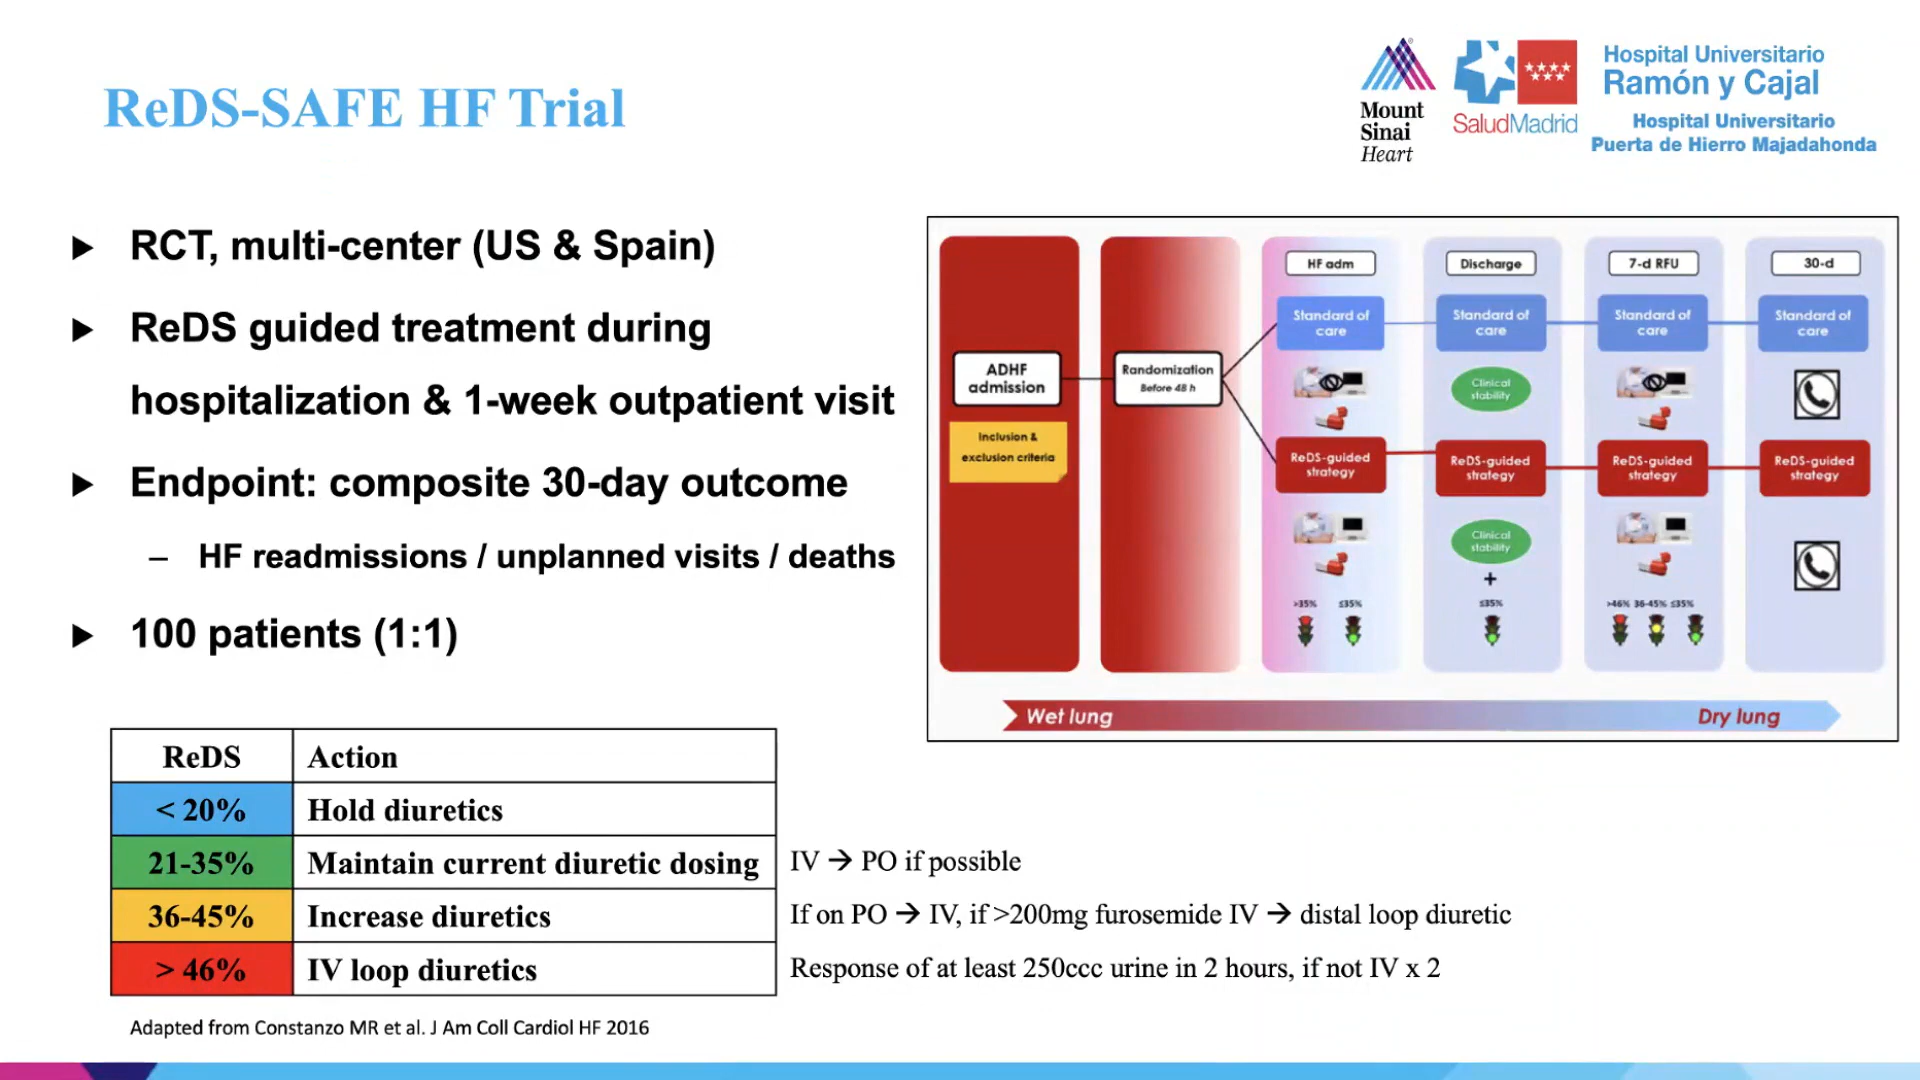 ReDS-SAFE HF Trial
Mount
Sinai
Heart
SaludMadrid
Hospital Universitario
Ramón y Cajal
Hospital Universitario
Puerta de Hierro Majadahonda
▶ RCT, multi-center (US & Spain)
▶ ReDS guided treatment during
hospitalization & 1-week outpatient visit
▶ Endpoint: composite 30-day outcome
– HF readmissions / unplanned visits / deaths
▶ 100 patients (1:1)
HF adm
Discharge
7-d RFU
30-d
Standard of
care
Standard of
care
Standard of
care
Standard of
care
ADHF
admission
Randomization
Before 48 h
Clinical
stability
Inclusion &
exclusion criteria
ReDS-guided
strategy
ReDS-guided
strategy
ReDS-guided
strategy
ReDS-guided
strategy
Clinical
stability
+
>35% ≤35%
≤35%
>46% 36-45% ≤35%
Wet lung
Dry lung
ReDS Action
< 20% Hold diuretics
21-35% Maintain current diuretic dosing IV → PO if possible
36-45% Increase diuretics If on PO → IV, if >200mg furosemide IV → distal loop diuretic
> 46% IV loop diuretics Response of at least 250ccc urine in 2 hours, if not IV x 2
Adapted from Constanzo MR et al. J Am Coll Cardiol HF 2016